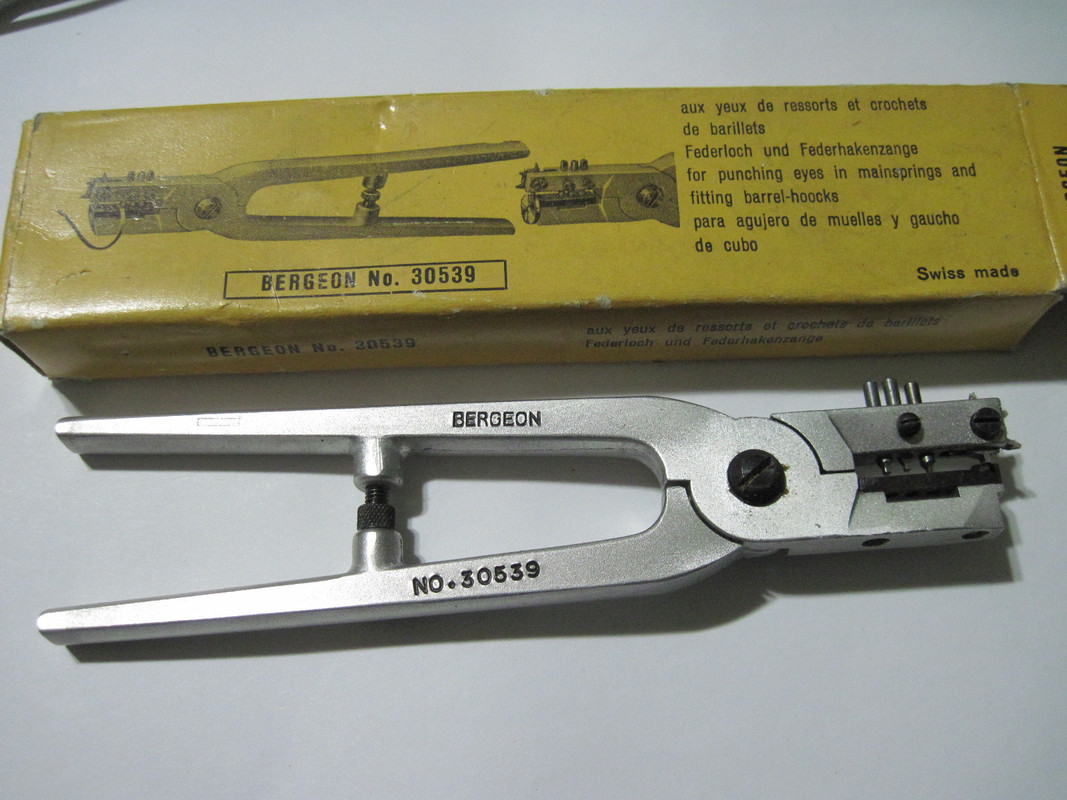 aux yeux de ressorts et crochets
de barillets
Federloch und Federhakenzange
for punching eyes in mainsprings and
fitting barrel-hoocks
para agujero de muelles y gaucho
de cubo
BERGEON No. 30539
Swiss made
BERGEON No. 30539
aux yeux de ressorts et crochets de barillets
Federloch und Federhakenzange
BERGEON
BERGEON
NO.30539